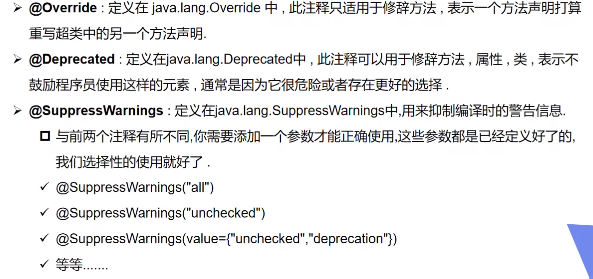 ➢ @Override : 定义在 java.lang.Override 中 , 此注释只适用于修辞方法 , 表示一个方法声明打算
重写超类中的另一个方法声明.
➢ @Deprecated : 定义在java.lang.Deprecated中 , 此注释可以用于修辞方法 , 属性 , 类 , 表示不
鼓励程序员使用这样的元素 , 通常是因为它很危险或者存在更好的选择 .
➢ @SuppressWarnings : 定义在java.lang.SuppressWarnings中,用来抑制编译时的警告信息.
□ 与前两个注释有所不同,你需要添加一个参数才能正确使用,这些参数都是已经定义好了的,
我们选择性的使用就好了 .
✓ @SuppressWarnings("all")
✓ @SuppressWarnings("unchecked")
✓ @SuppressWarnings(value={"unchecked","deprecation"})
✓ 等等.......